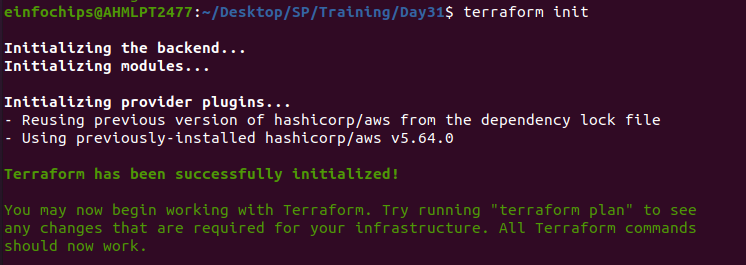 einfochips@AHMLPT2477:~/Desktop/SP/Training/Day31$ terraform init
Initializing the backend...
Initializing modules...
Initializing provider plugins...
- Reusing previous version of hashicorp/aws from the dependency lock file
- Using previously-installed hashicorp/aws v5.64.0
Terraform has been successfully initialized!
You may now begin working with Terraform. Try running "terraform plan" to see
any changes that are required for your infrastructure. All Terraform commands
should now work.